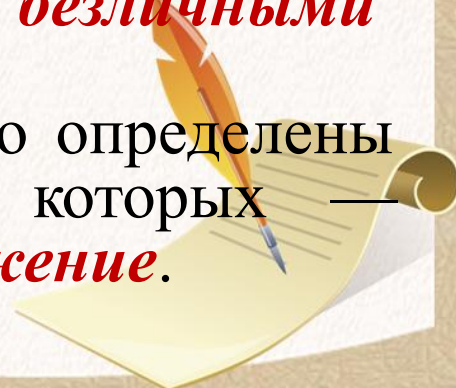 безличными
о определены
которых —
жение.